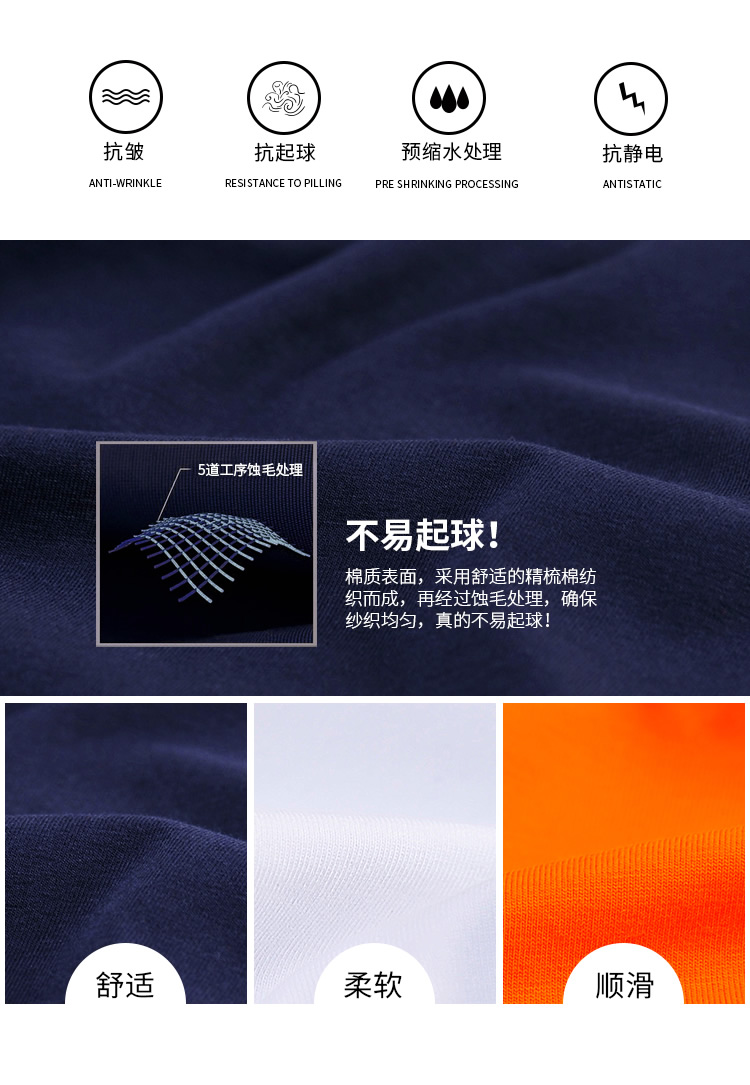 抗皱
抗起球
预缩水处理
抗静电
ANTI-WRINKLE
RESISTANCE TO PILLING
PRE SHRINKING PROCESSING
ANTISTATIC
5道工序蚀毛处理
不易起球!
棉质表面，采用舒适的精梳棉纺
织而成，再经过蚀毛处理，确保
纱织均匀，真的不易起球！
舒适
柔软
顺滑